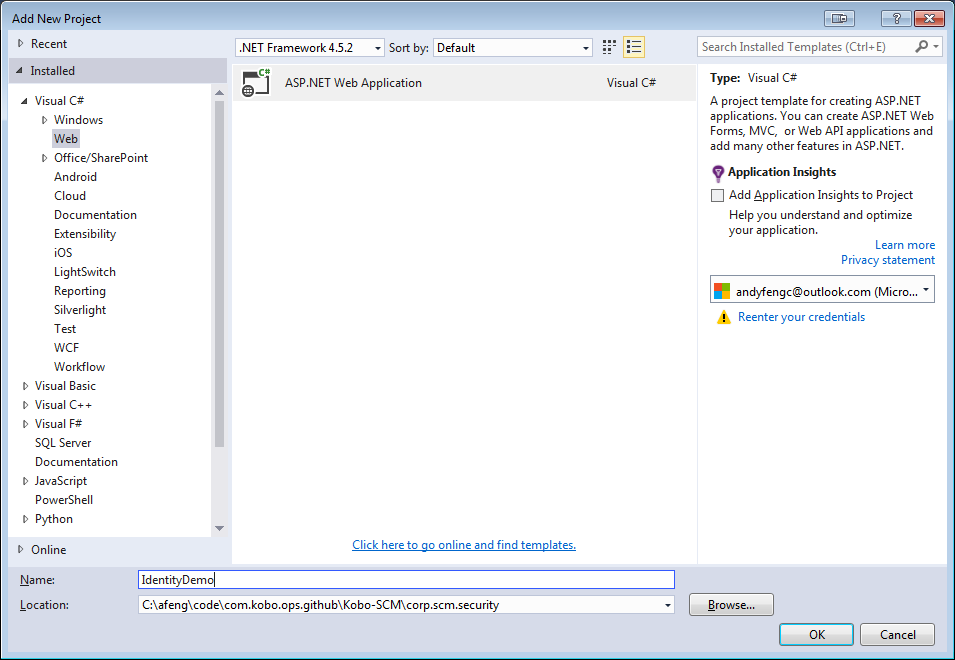 Add New Project
?
Recent
.NET Framework 4.5.2
Sort by:
Default
Search Installed Templates (Ctrl+E)
Installed
Visual C#
Windows
Web
Office/SharePoint
Android
Cloud
Documentation
Extensibility
iOS
LightSwitch
Reporting
Silverlight
Test
WCF
Workflow
Visual Basic
Visual C++
Visual F#
SQL Server
Documentation
JavaScript
PowerShell
Python
Online
C#
ASP.NET Web Application
Visual C#
Click here to go online and find templates.
Type: Visual C#
A project template for creating ASP.NET
applications. You can create ASP.NET Web
Forms, MVC, or Web API applications and
add many other features in ASP.NET.
Application Insights
Add Application Insights to Project
Help you understand and optimize
your application.
Learn more
Privacy statement
andyfengc@outlook.com (Micro...
Reenter your credentials
Name:
IdentityDemo
Location:
C:\afeng\code\com.kobo.ops.github\Kobo-SCM\corp.scm.security
Browse...
OK
Cancel